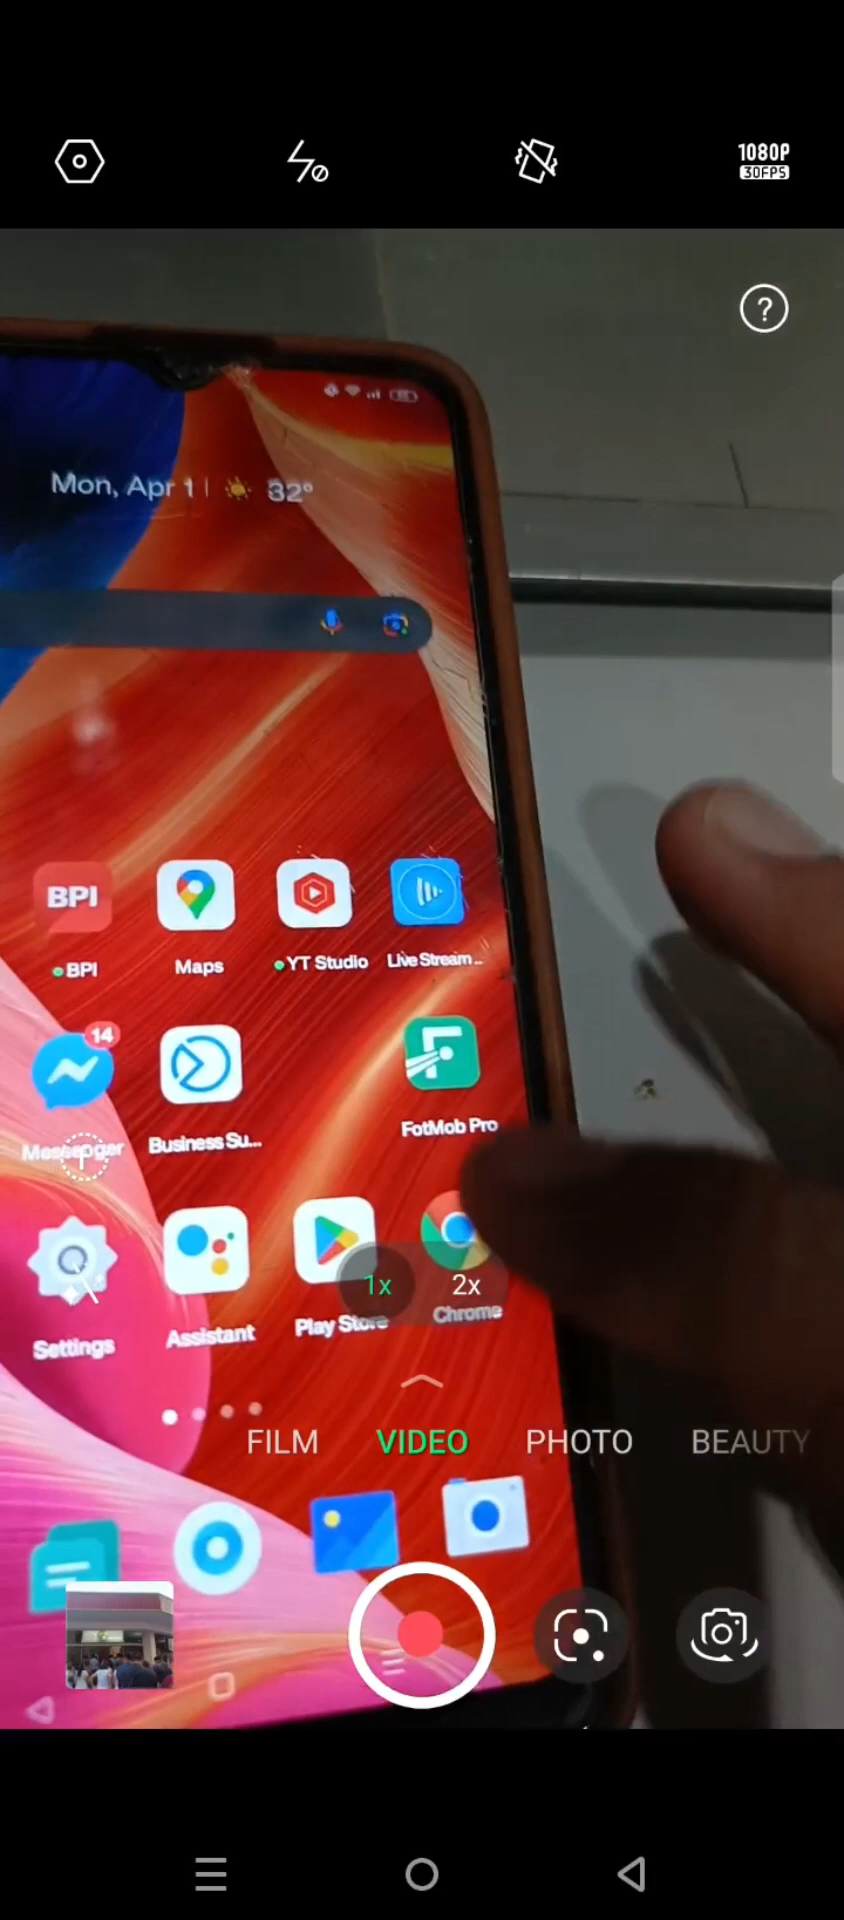 1080P
30FPS
?
Mon, Apr 1 | 32°
BPI
BPI
Maps
YT Studio
Live Stream...
14
Messenger
Business Su...
FotMob Pro
1x
2x
Settings
Assistant
Play Store
Chrome
FILM
VIDEO
PHOTO
BEAUTY